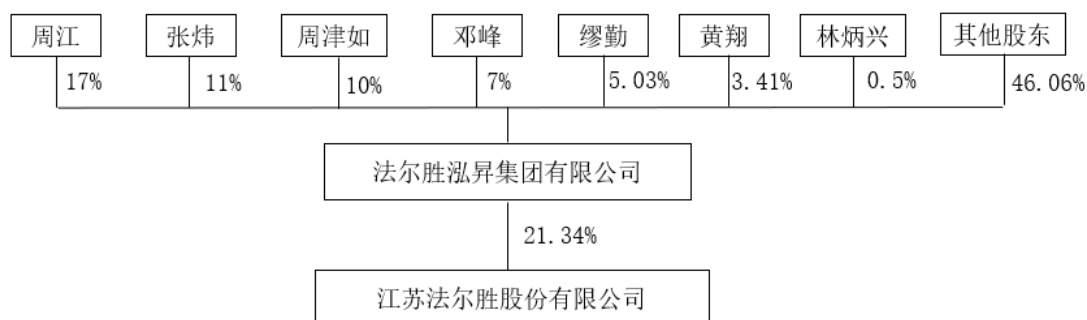 周江 张炜 周津如 邓峰 缪勤 黄翔 林炳兴 其他股东
17% 11% 10% 7% 5.03% 3.41% 0.5% 46.06%
法尔胜泓昇集团有限公司
21.34%
江苏法尔胜股份有限公司